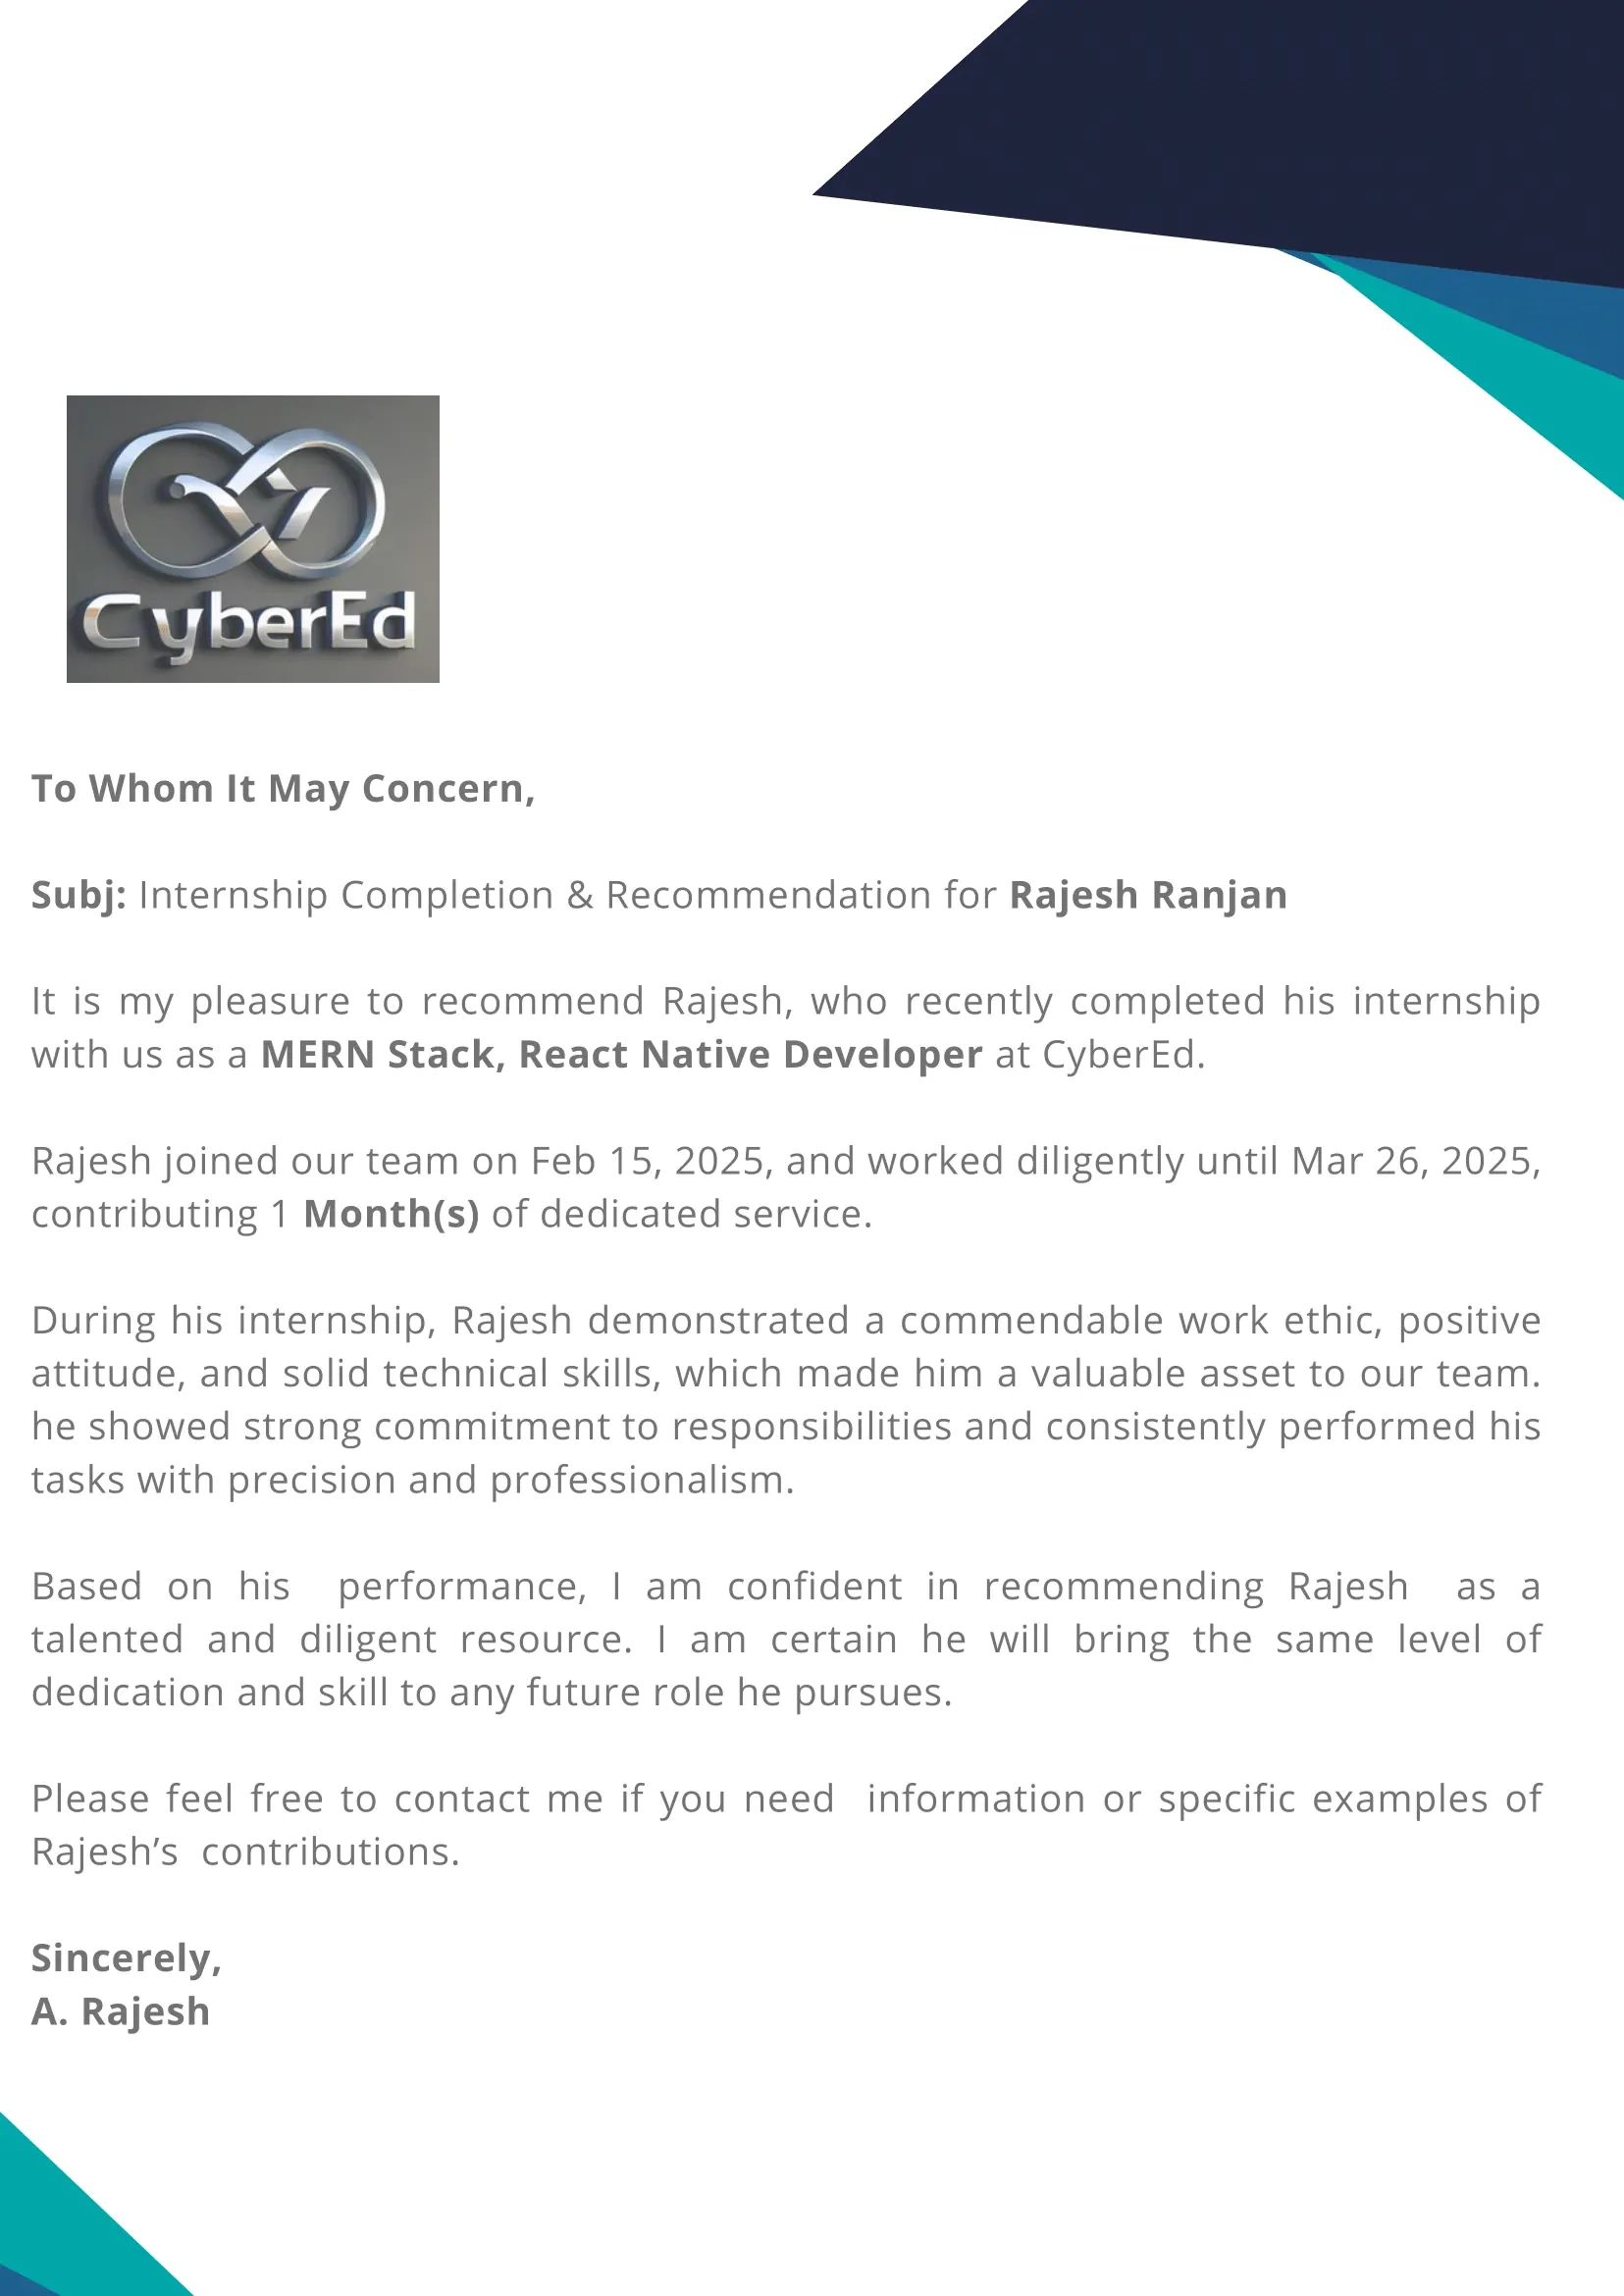 CyberEd
To Whom It May Concern,
Subj: Internship Completion & Recommendation for Rajesh Ranjan
It is my pleasure to recommend Rajesh, who recently completed his internship
with us as a MERN Stack, React Native Developer at CyberEd.
Rajesh joined our team on Feb 15, 2025, and worked diligently until Mar 26, 2025,
contributing 1 Month(s) of dedicated service.
During his internship, Rajesh demonstrated a commendable work ethic, positive
attitude, and solid technical skills, which made him a valuable asset to our team.
he showed strong commitment to responsibilities and consistently performed his
tasks with precision and professionalism.
Based on his  performance, I am confident in recommending Rajesh  as a
talented and diligent resource. I am certain he will bring the same level of
dedication and skill to any future role he pursues.
Please feel free to contact me if you need  information or specific examples of
Rajesh’s  contributions.
Sincerely,
A. Rajesh